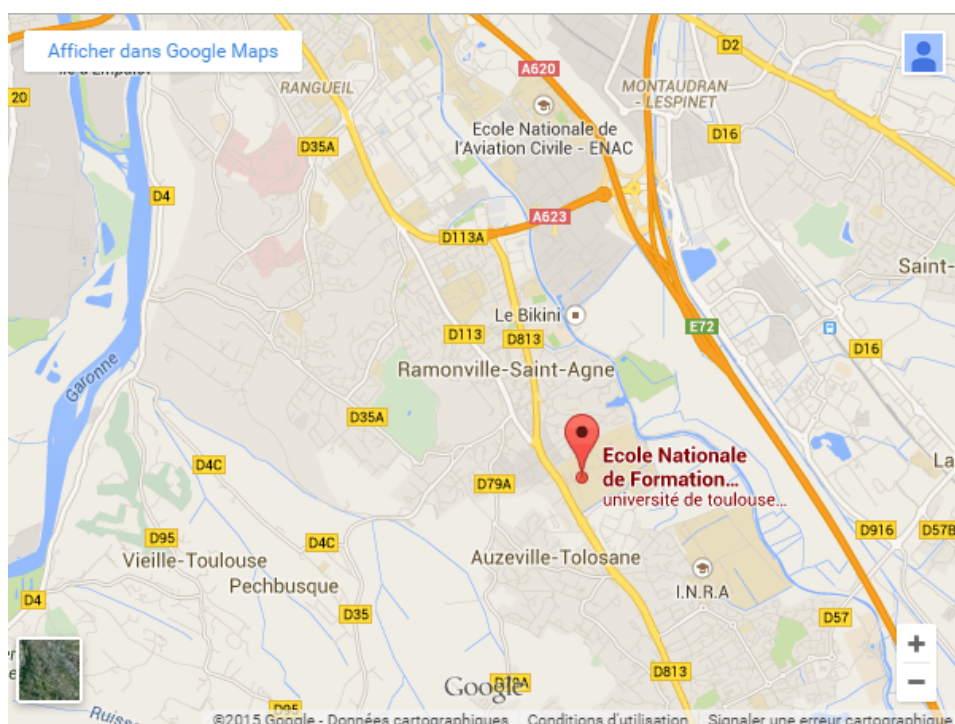 Afficher dans Google Maps
A620
D2
20
RANGUEIL
MONTAUDRAN
- LESPINET
Ecole Nationale de
l'Aviation Civile - ENAC
D16
D35A
D4
A623
D113A
Saint-
Le Bikini
E72
D113
D813
D16
Garonne
Ramonville-Saint-Agne
D35A
Ecole Nationale
de Formation...
université de toulouse...
La
D4C
D79A
D916
D57B
D95
D4C
Vieille-Toulouse
Auzeville-Tolosane
Pechbusque
I.N.R.A
D4
D35
D57
+
D813
−
Google
D79A
D95
©2015 Google - Données cartographiques
Conditions d'utilisation
Signaler une erreur cartographique